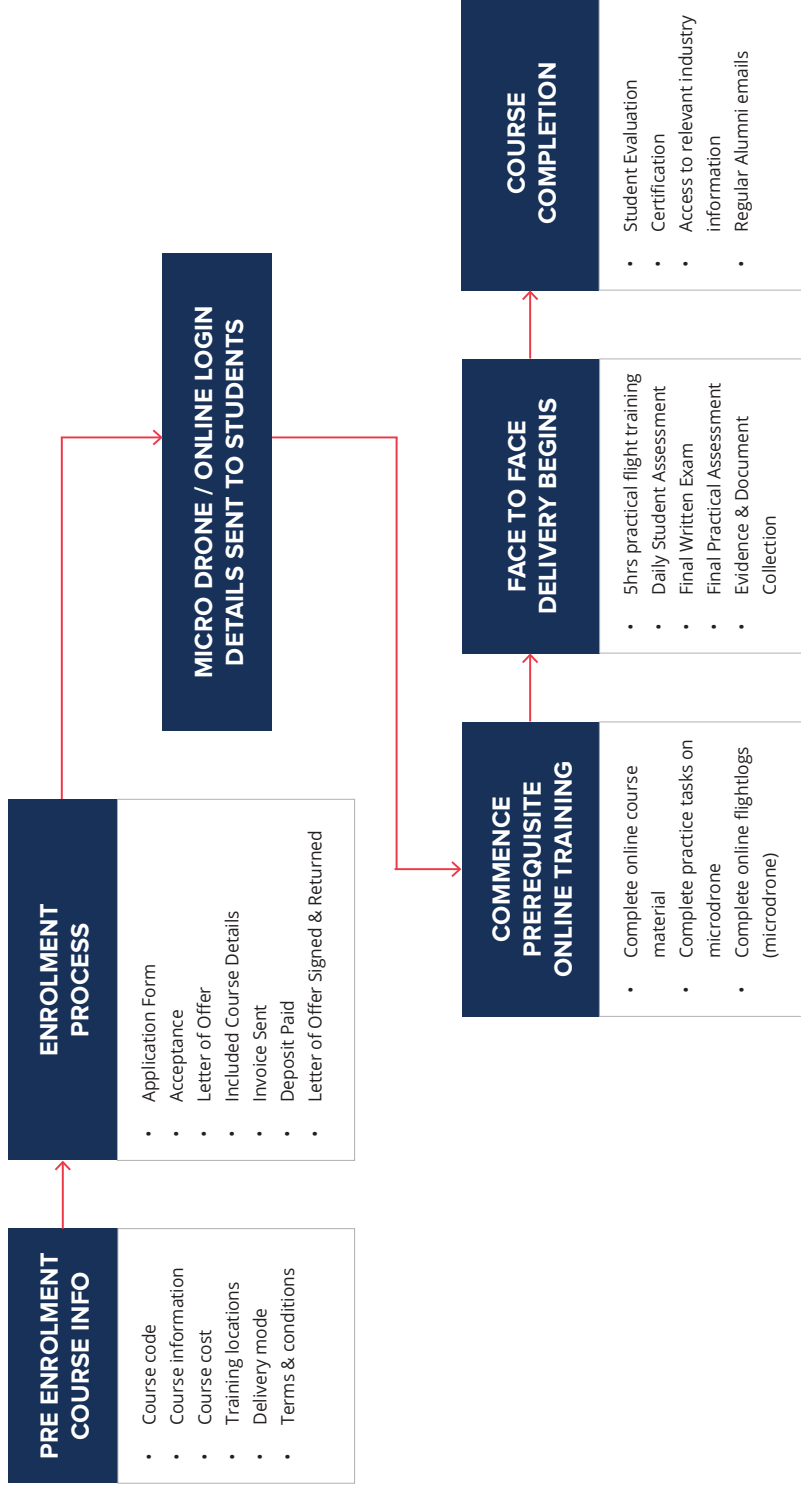 PRE ENROLMENT
COURSE INFO
• Course code
• Course information
• Course cost
• Training locations
• Delivery mode
• Terms & conditions
ENROLMENT
PROCESS
• Application Form
• Acceptance
• Letter of Offer
• Included Course Details
• Invoice Sent
• Deposit Paid
• Letter of Offer Signed & Returned
MICRO DRONE / ONLINE LOGIN
DETAILS SENT TO STUDENTS
COMMENCE
PREREQUISITE
ONLINE TRAINING
• Complete online course
material
• Complete practice tasks on
microdrone
• Complete online flightlogs
(microdrone)
FACE TO FACE
DELIVERY BEGINS
• 5hrs practical flight training
• Daily Student Assessment
• Final Written Exam
• Final Practical Assessment
• Evidence & Document
Collection
COURSE
COMPLETION
• Student Evaluation
• Certification
• Access to relevant industry
information
• Regular Alumni emails